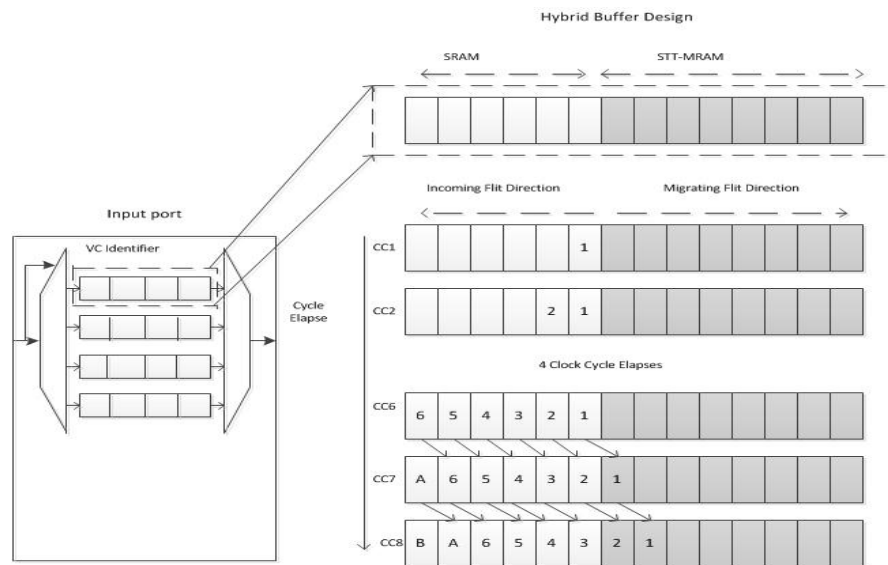 Hybrid Buffer Design
SRAM STT-MRAM
Incoming Flit Direction Migrating Flit Direction
Input port
VC Identifier
Cycle
Elapse
CC1 1
CC2 2 1
4 Clock Cycle Elapses
CC6 6 5 4 3 2 1
CC7 A 6 5 4 3 2 1
CC8 B A 6 5 4 3 2 1